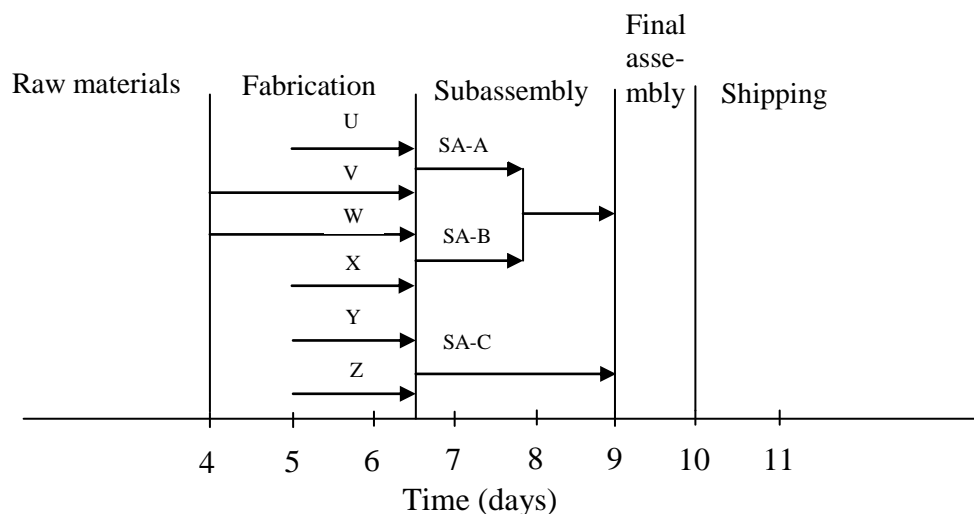 Final
asse-
mbly
Raw materials
Fabrication
Subassembly
Shipping
U
SA-A
V
W
SA-B
X
Y
SA-C
Z
4 5 6 7 8 9 10 11
Time (days)